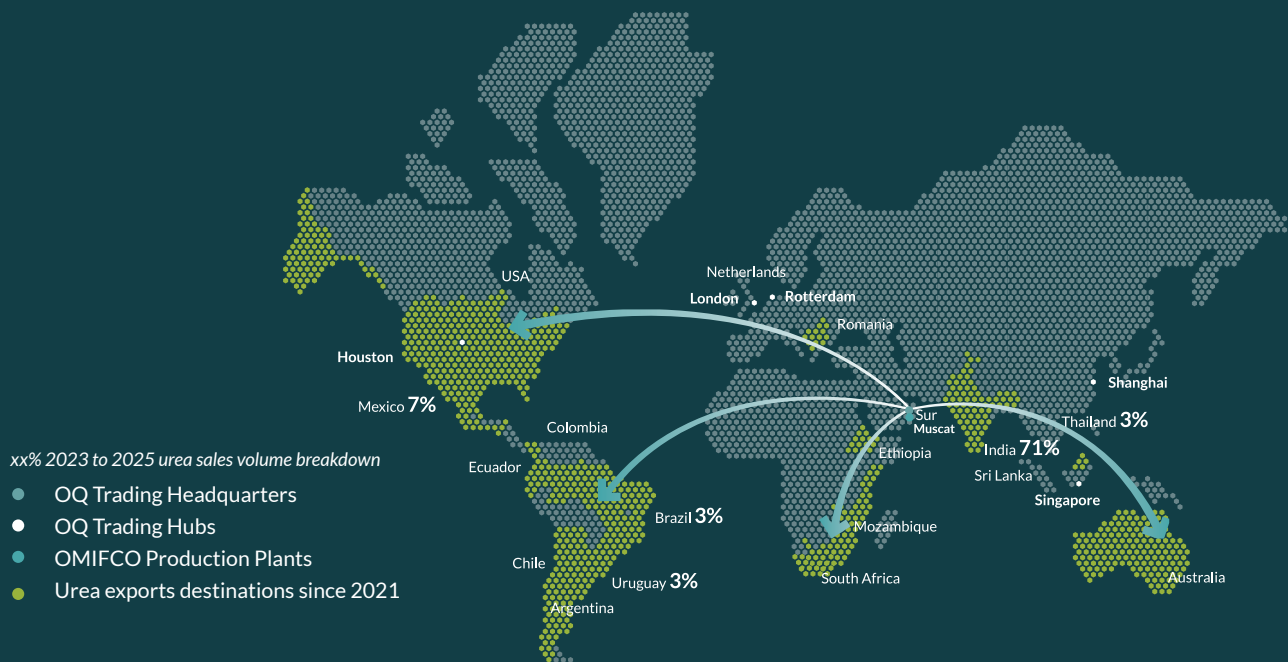 USA
Netherlands
London
Rotterdam
Romania
Houston
Shanghai
Mexico 7%
Sur
Muscat
Thailand 3%
Colombia
India 71%
Ethiopia
xx% 2023 to 2025 urea sales volume breakdown
Ecuador
Sri Lanka
OQ Trading Headquarters
Singapore
Brazil 3%
OQ Trading Hubs
Mozambique
OMIFCO Production Plants
Chile
Uruguay 3%
South Africa
Australia
Urea exports destinations since 2021
Argentina